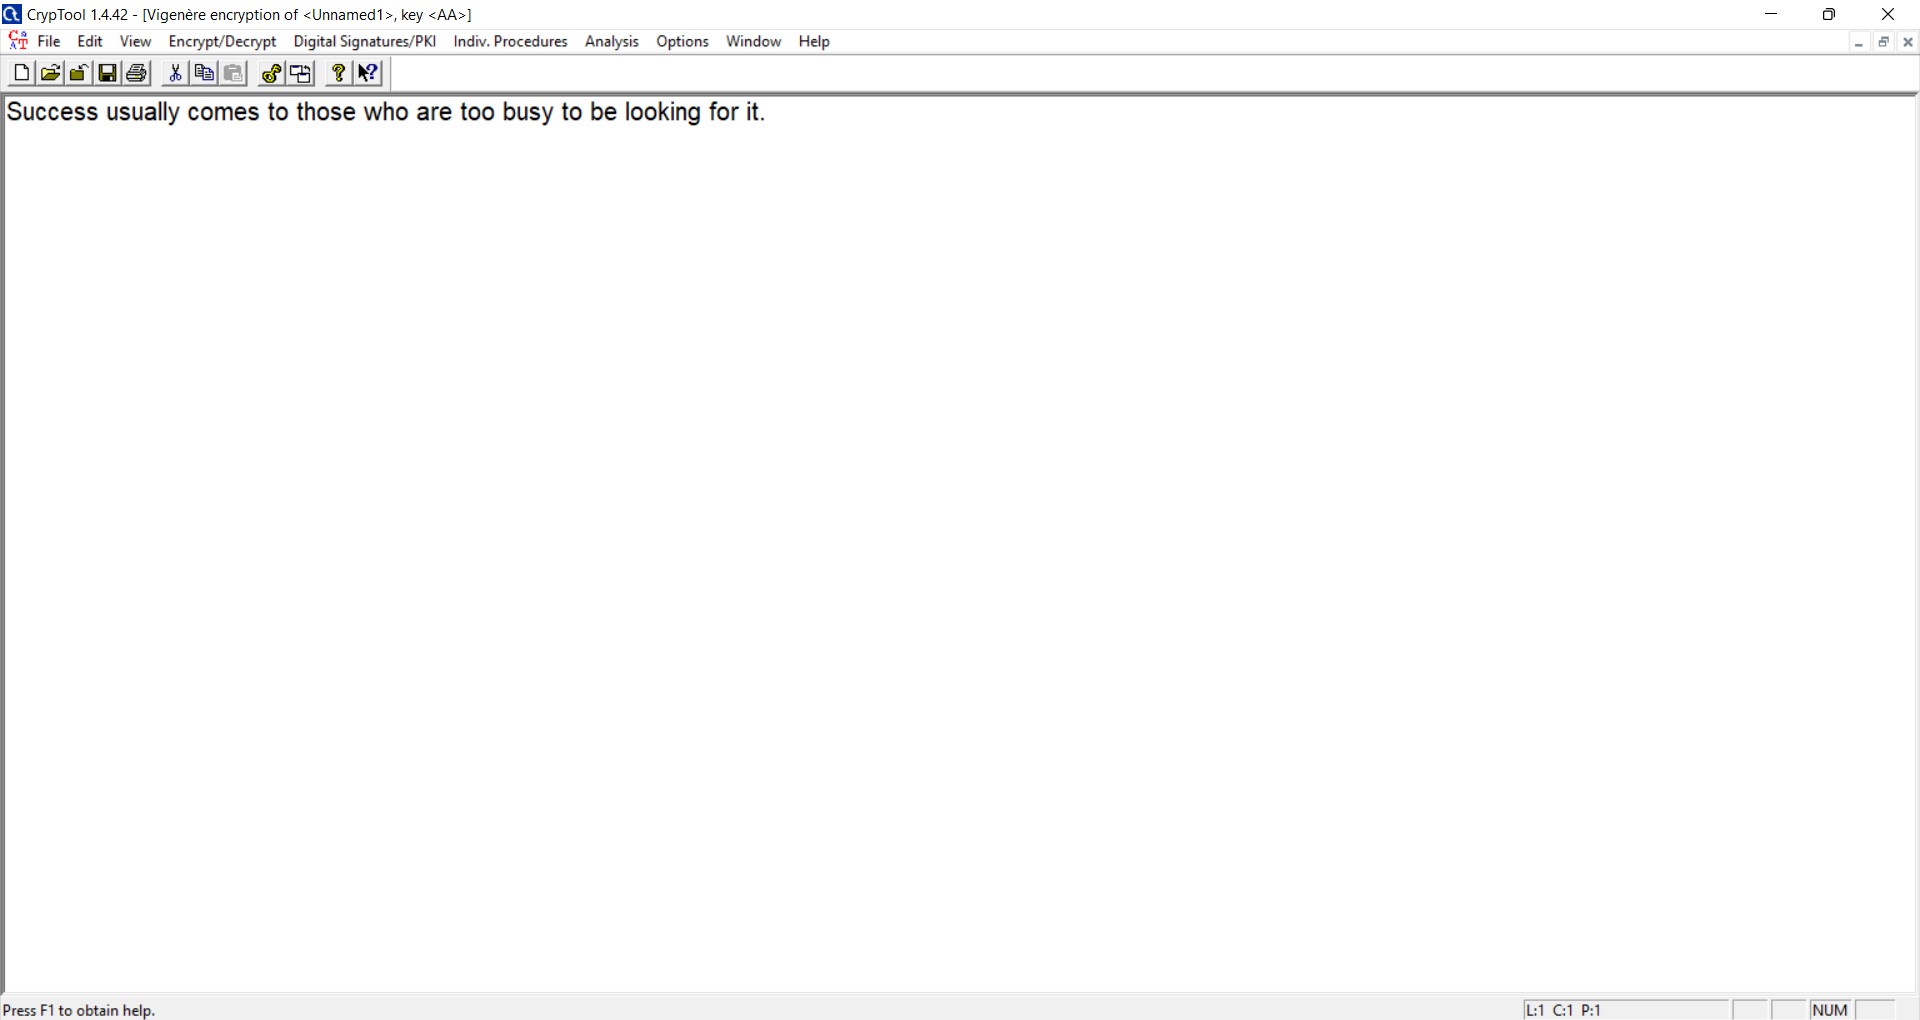 CrypTool 1.4.42 - [Vigenère encryption of <Unnamed1>, key <AA>]
File Edit View Encrypt/Decrypt Digital Signatures/PKI Indiv. Procedures Analysis Options Window Help
Success usually comes to those who are too busy to be looking for it.
Press F1 to obtain help. L:1 C:1 P:1 NUM